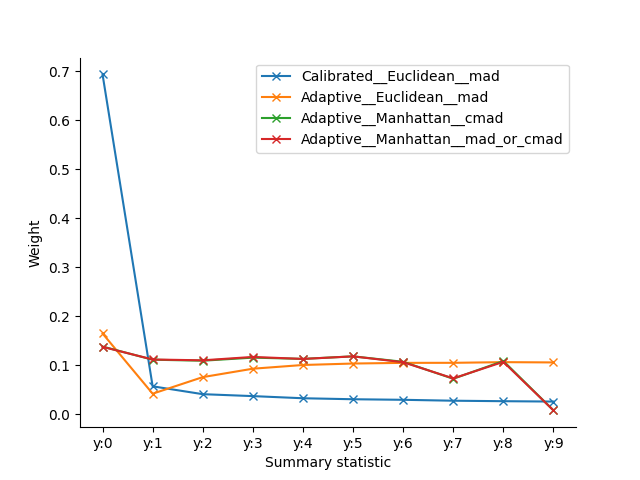 Calibrated__Euclidean__mad
Adaptive__Euclidean__mad
Adaptive__Manhattan__cmad
Adaptive__Manhattan__mad_or_cmad
Weight
0.7
0.6
0.5
0.4
0.3
0.2
0.1
0.0
y:0 y:1 y:2 y:3 y:4 y:5 y:6 y:7 y:8 y:9
Summary statistic